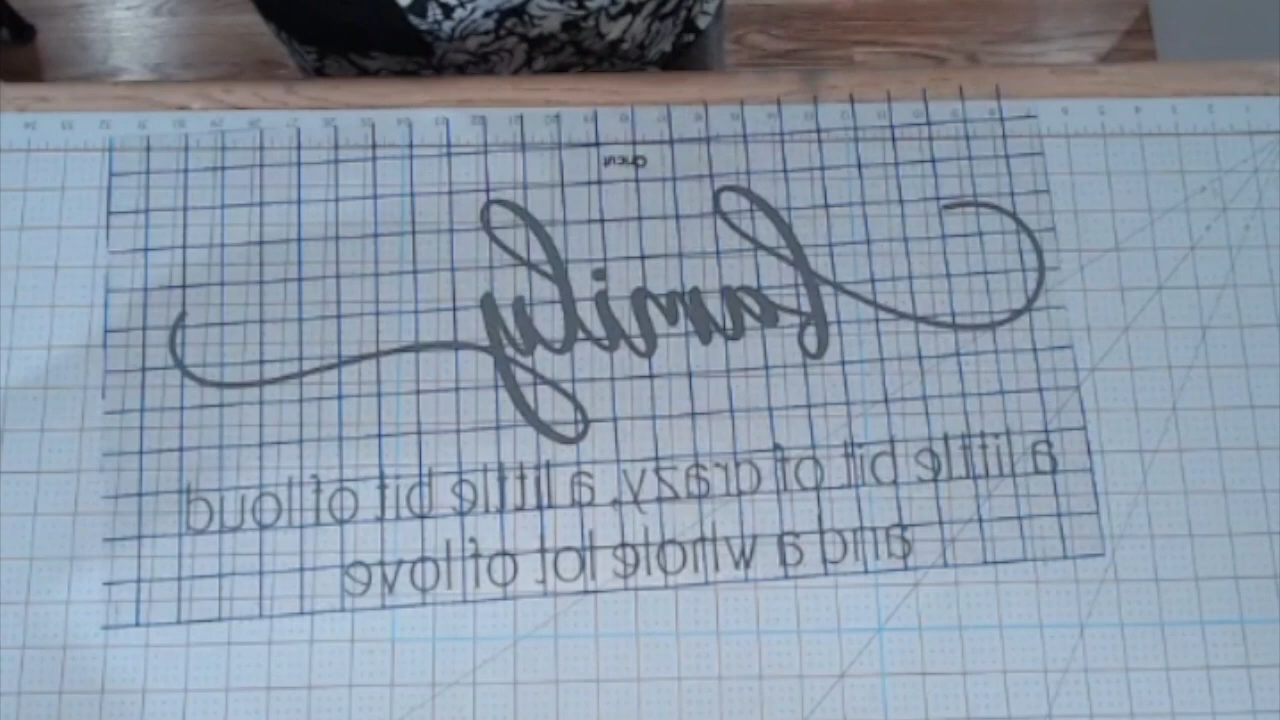 Cricut
family
a little bit of crazy, a little bit of loud
and a whole lot of love